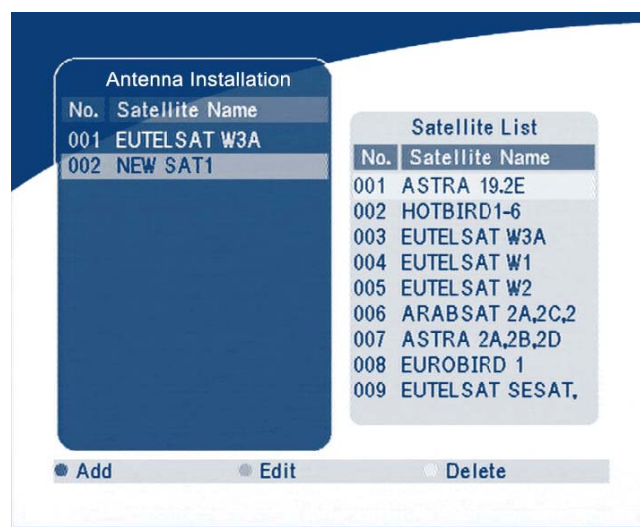 Antenna Installation
No. Satellite Name
001 EUTELSAT W3A
002 NEW SAT1
Satellite List
No. Satellite Name
001 ASTRA 19.2E
002 HOTBIRD1-6
003 EUTELSAT W3A
004 EUTELSAT W1
005 EUTELSAT W2
006 ARABSAT 2A,2C,2
007 ASTRA 2A,2B,2D
008 EUROBIRD 1
009 EUTELSAT SESAT,
Add Edit Delete